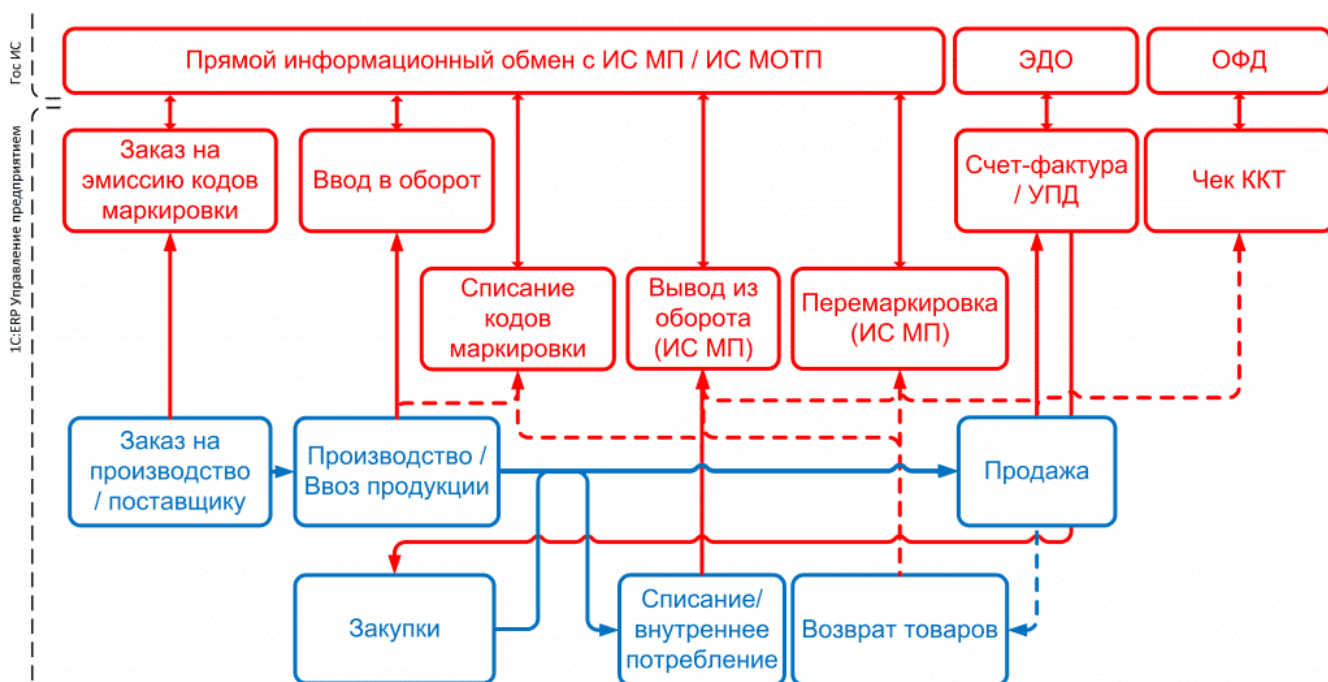 Гос ИС
Прямой информационный обмен с ИС МП / ИС МОТП
ЭДО
ОФД
1С:ERP Управление предприятием
Заказ на
эмиссию кодов
маркировки
Ввод в оборот
Счет-фактура
/ УПД
Чек ККТ
Списание
кодов
маркировки
Вывод из
оборота
(ИС МП)
Перемаркировка
(ИС МП)
Заказ на
производство
/ поставщику
Производство /
Ввоз продукции
Продажа
Закупки
Списание/
внутреннее
потребление
Возврат товаров